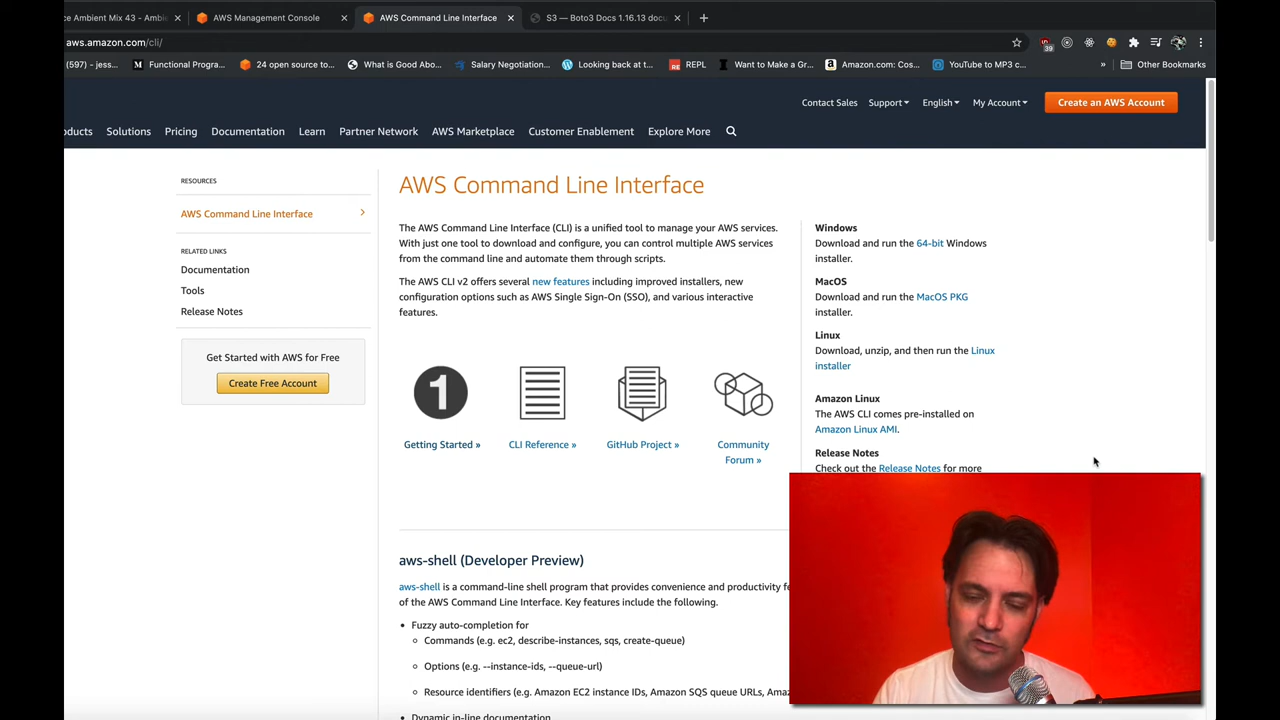 ce Ambient Mix 43 - Ambie
AWS Management Console
AWS Command Line Interface
S3 — Boto3 Docs 1.16.13 docu
aws.amazon.com/cli/
39
(597) - jess...
Functional Prog...
24 open source to...
What is Good Abo...
Salary Negotiation...
Looking back at t...
REPL
Want to Make a Gr...
Amazon.com: Cos...
YouTube to MP3 c...
»
Other Bookmarks
Contact Sales
Support
English
My Account
Create an AWS Account
oducts
Solutions
Pricing
Documentation
Learn
Partner Network
AWS Marketplace
Customer Enablement
Explore More
RESOURCES
AWS Command Line Interface
RELATED LINKS
Documentation
Tools
Release Notes
Get Started with AWS for Free
Create Free Account
AWS Command Line Interface
The AWS Command Line Interface (CLI) is a unified tool to manage your AWS services.
With just one tool to download and configure, you can control multiple AWS services
from the command line and automate them through scripts.
The AWS CLI v2 offers several new features including improved installers, new
configuration options such as AWS Single Sign-On (SSO), and various interactive
features.
1
Getting Started »
CLI Reference »
GitHub Project »
Community
Forum »
Windows
Download and run the 64-bit Windows
installer.
MacOS
Download and run the MacOS PKG
installer.
Linux
Download, unzip, and then run the Linux
installer
Amazon Linux
The AWS CLI comes pre-installed on
Amazon Linux AMI.
Release Notes
Check out the Release Notes for more
aws-shell (Developer Preview)
aws-shell is a command-line shell program that provides convenience and productivity fe
of the AWS Command Line Interface. Key features include the following.
Fuzzy auto-completion for
Commands (e.g. ec2, describe-instances, sqs, create-queue)
Options (e.g. --instance-ids, --queue-url)
Resource identifiers (e.g. Amazon EC2 instance IDs, Amazon SQS queue URLs, Amaz
Dynamic in-line documentation